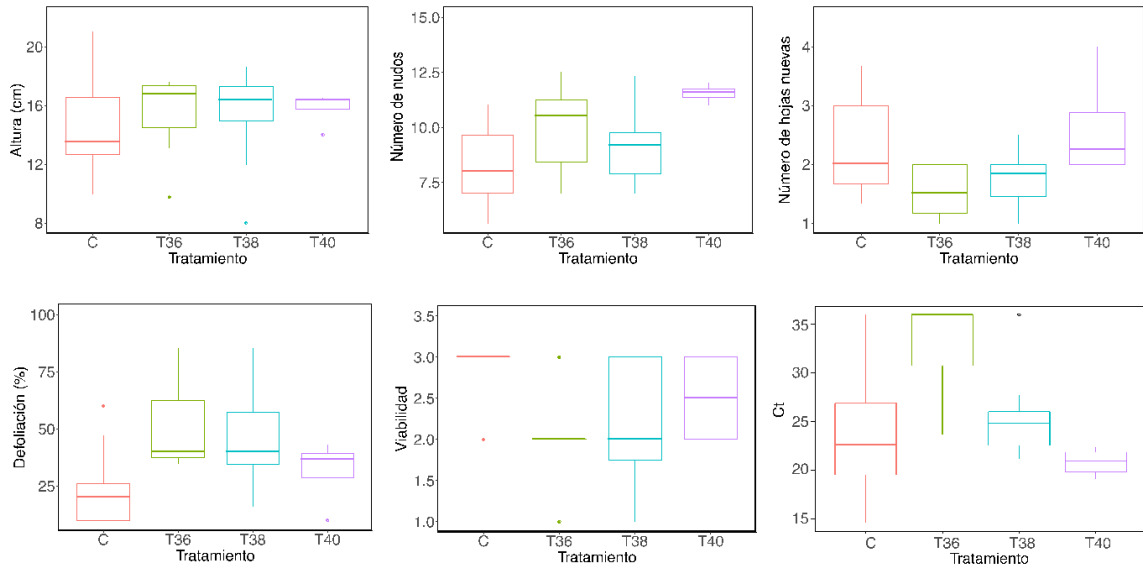 Altura (cm)
20
16
12
8
C T36 T38 T40
Tratamiento
Número de nudos
15.0
12.5
10.0
7.5
C T36 T38 T40
Tratamiento
Número de hojas nuevas
4
3
2
1
C T36 T38 T40
Tratamiento
Defoliación (%)
100
75
50
25
C T36 T38 T40
Tratamiento
Viabilidad
3.5
3.0
2.5
2.0
1.5
1.0
C T36 T38 T40
Tratamiento
Ct
35
30
25
20
15
C T36 T38 T40
Tratamiento